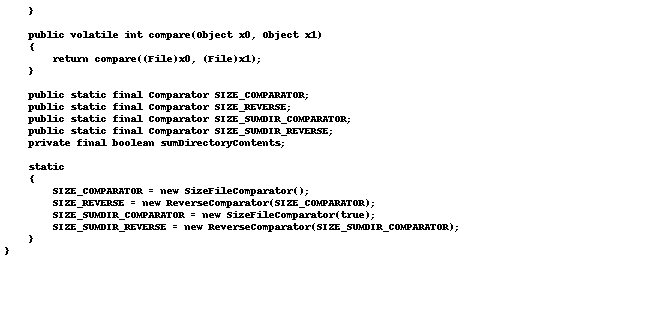 }
public volatile int compare(Object x0, Object x1)
{
return compare((File)x0, (File)x1);
}
public static final Comparator SIZE_COMPARATOR;
public static final Comparator SIZE_REVERSE;
public static final Comparator SIZE_SUMDIR_COMPARATOR;
public static final Comparator SIZE_SUMDIR_REVERSE;
private final boolean sumDirectoryContents;
static
{
SIZE_COMPARATOR = new SizeFileComparator();
SIZE_REVERSE = new ReverseComparator(SIZE_COMPARATOR);
SIZE_SUMDIR_COMPARATOR = new SizeFileComparator(true);
SIZE_SUMDIR_REVERSE = new ReverseComparator(SIZE_SUMDIR_COMPARATOR);
}
}